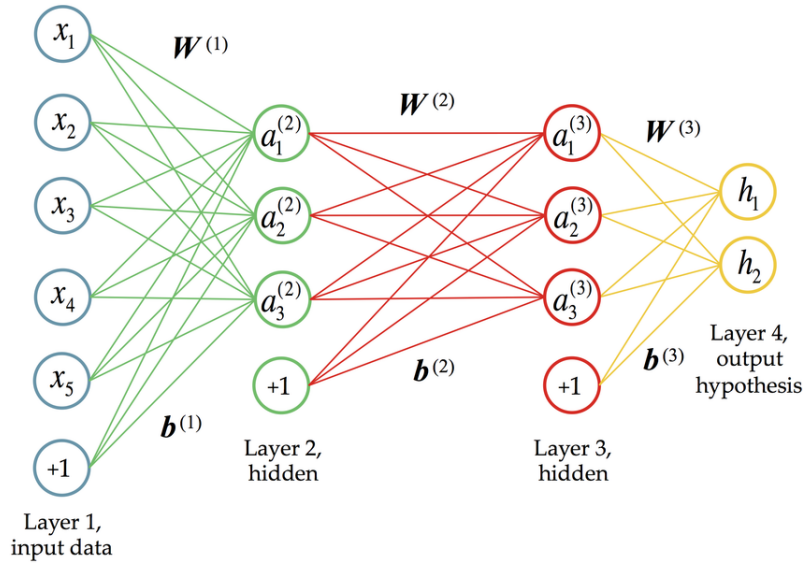 x₁
x₂
x₃
x₄
x₅
+1
Layer 1,
input data
W⁽¹⁾
b⁽¹⁾
a₁⁽²⁾
a₂⁽²⁾
a₃⁽²⁾
+1
Layer 2,
hidden
W⁽²⁾
b⁽²⁾
a₁⁽³⁾
a₂⁽³⁾
a₃⁽³⁾
+1
Layer 3,
hidden
W⁽³⁾
b⁽³⁾
h₁
h₂
Layer 4,
output
hypothesis